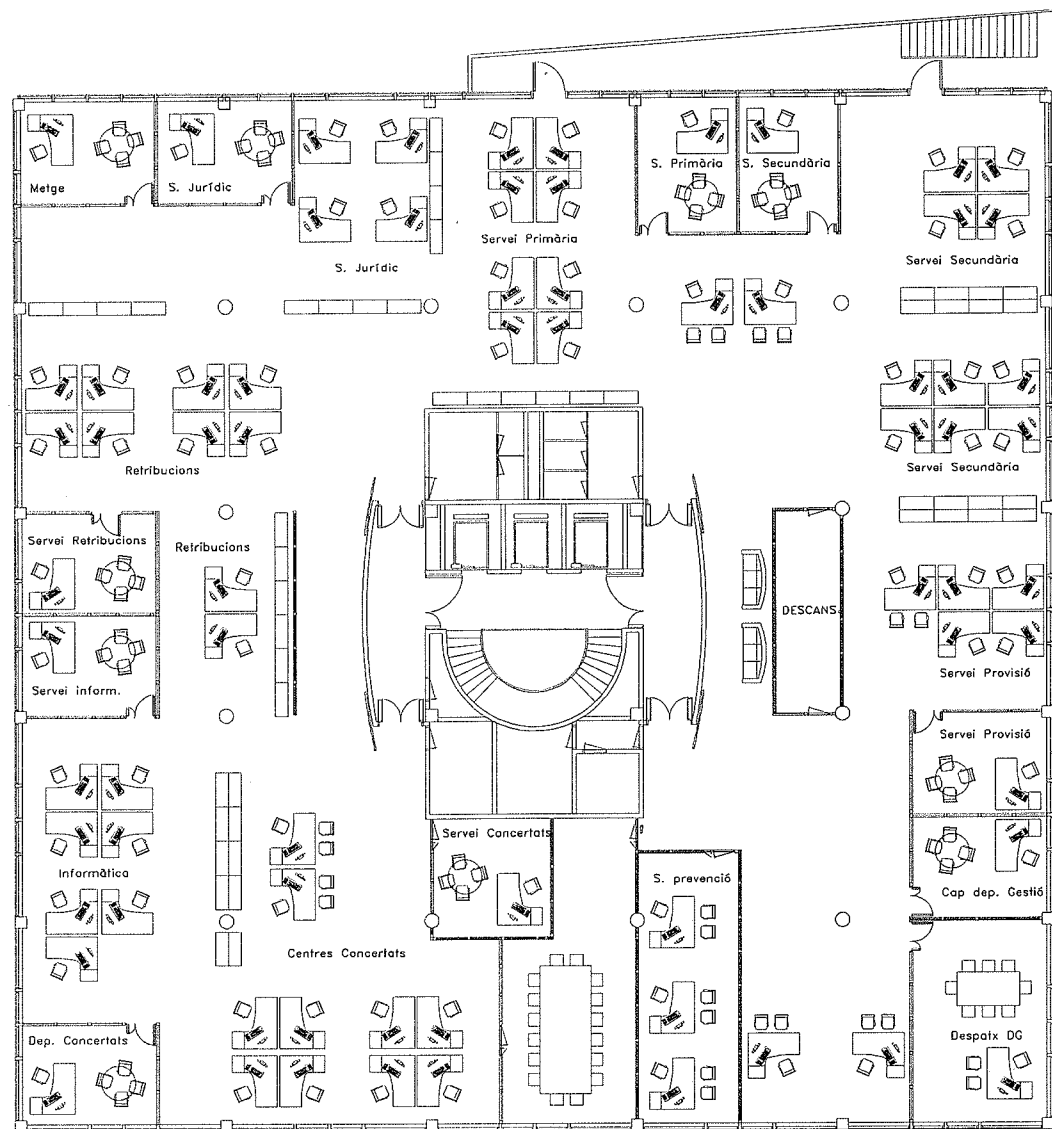 Metge
S. Jurídic
S. Jurídic
Servei Primària
S. Primària
S. Secundària
Servei Secundària
Retribucions
Servei Secundària
Servei Retribucions
Retribucions
Servei inform.
DESCANS
Servei Provisió
Servei Provisió
Informàtica
Servei Concertats
S. prevenció
Cap dep. Gestió
Centres Concertats
Dep. Concertats
Despatx DG